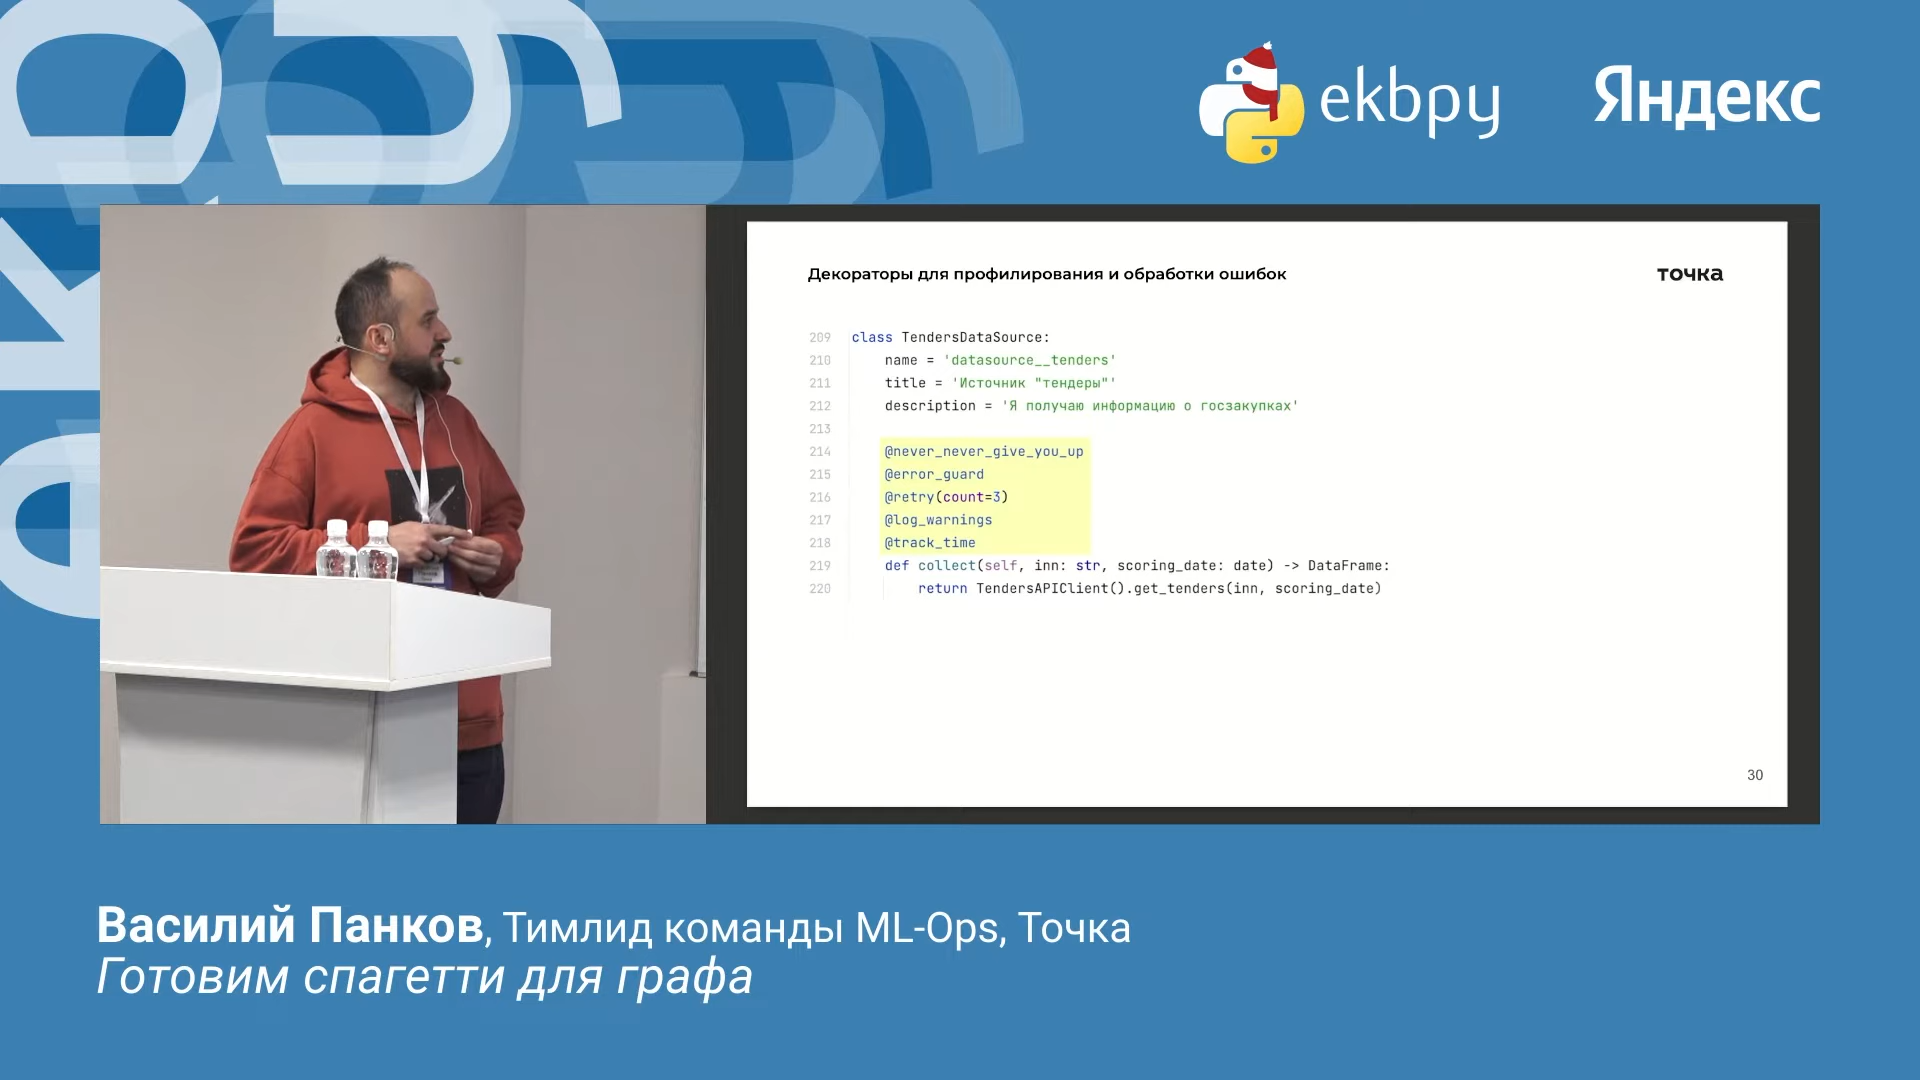 ekbpy
Яндекс
Декораторы для профилирования и обработки ошибок
точка
209 class TendersDataSource:
210 name = 'datasource__tenders'
211 title = 'Источник "тендеры"'
212 description = 'Я получаю информацию о госзакупках'
213
214 @never_never_give_you_up
215 @error_guard
216 @retry(count=3)
217 @log_warnings
218 @track_time
219 def collect(self, inn: str, scoring_date: date) -> DataFrame:
220 return TendersAPIClient().get_tenders(inn, scoring_date)
30
Василий Панков, Тимлид команды ML-Ops, Точка
Готовим спагетти для графа